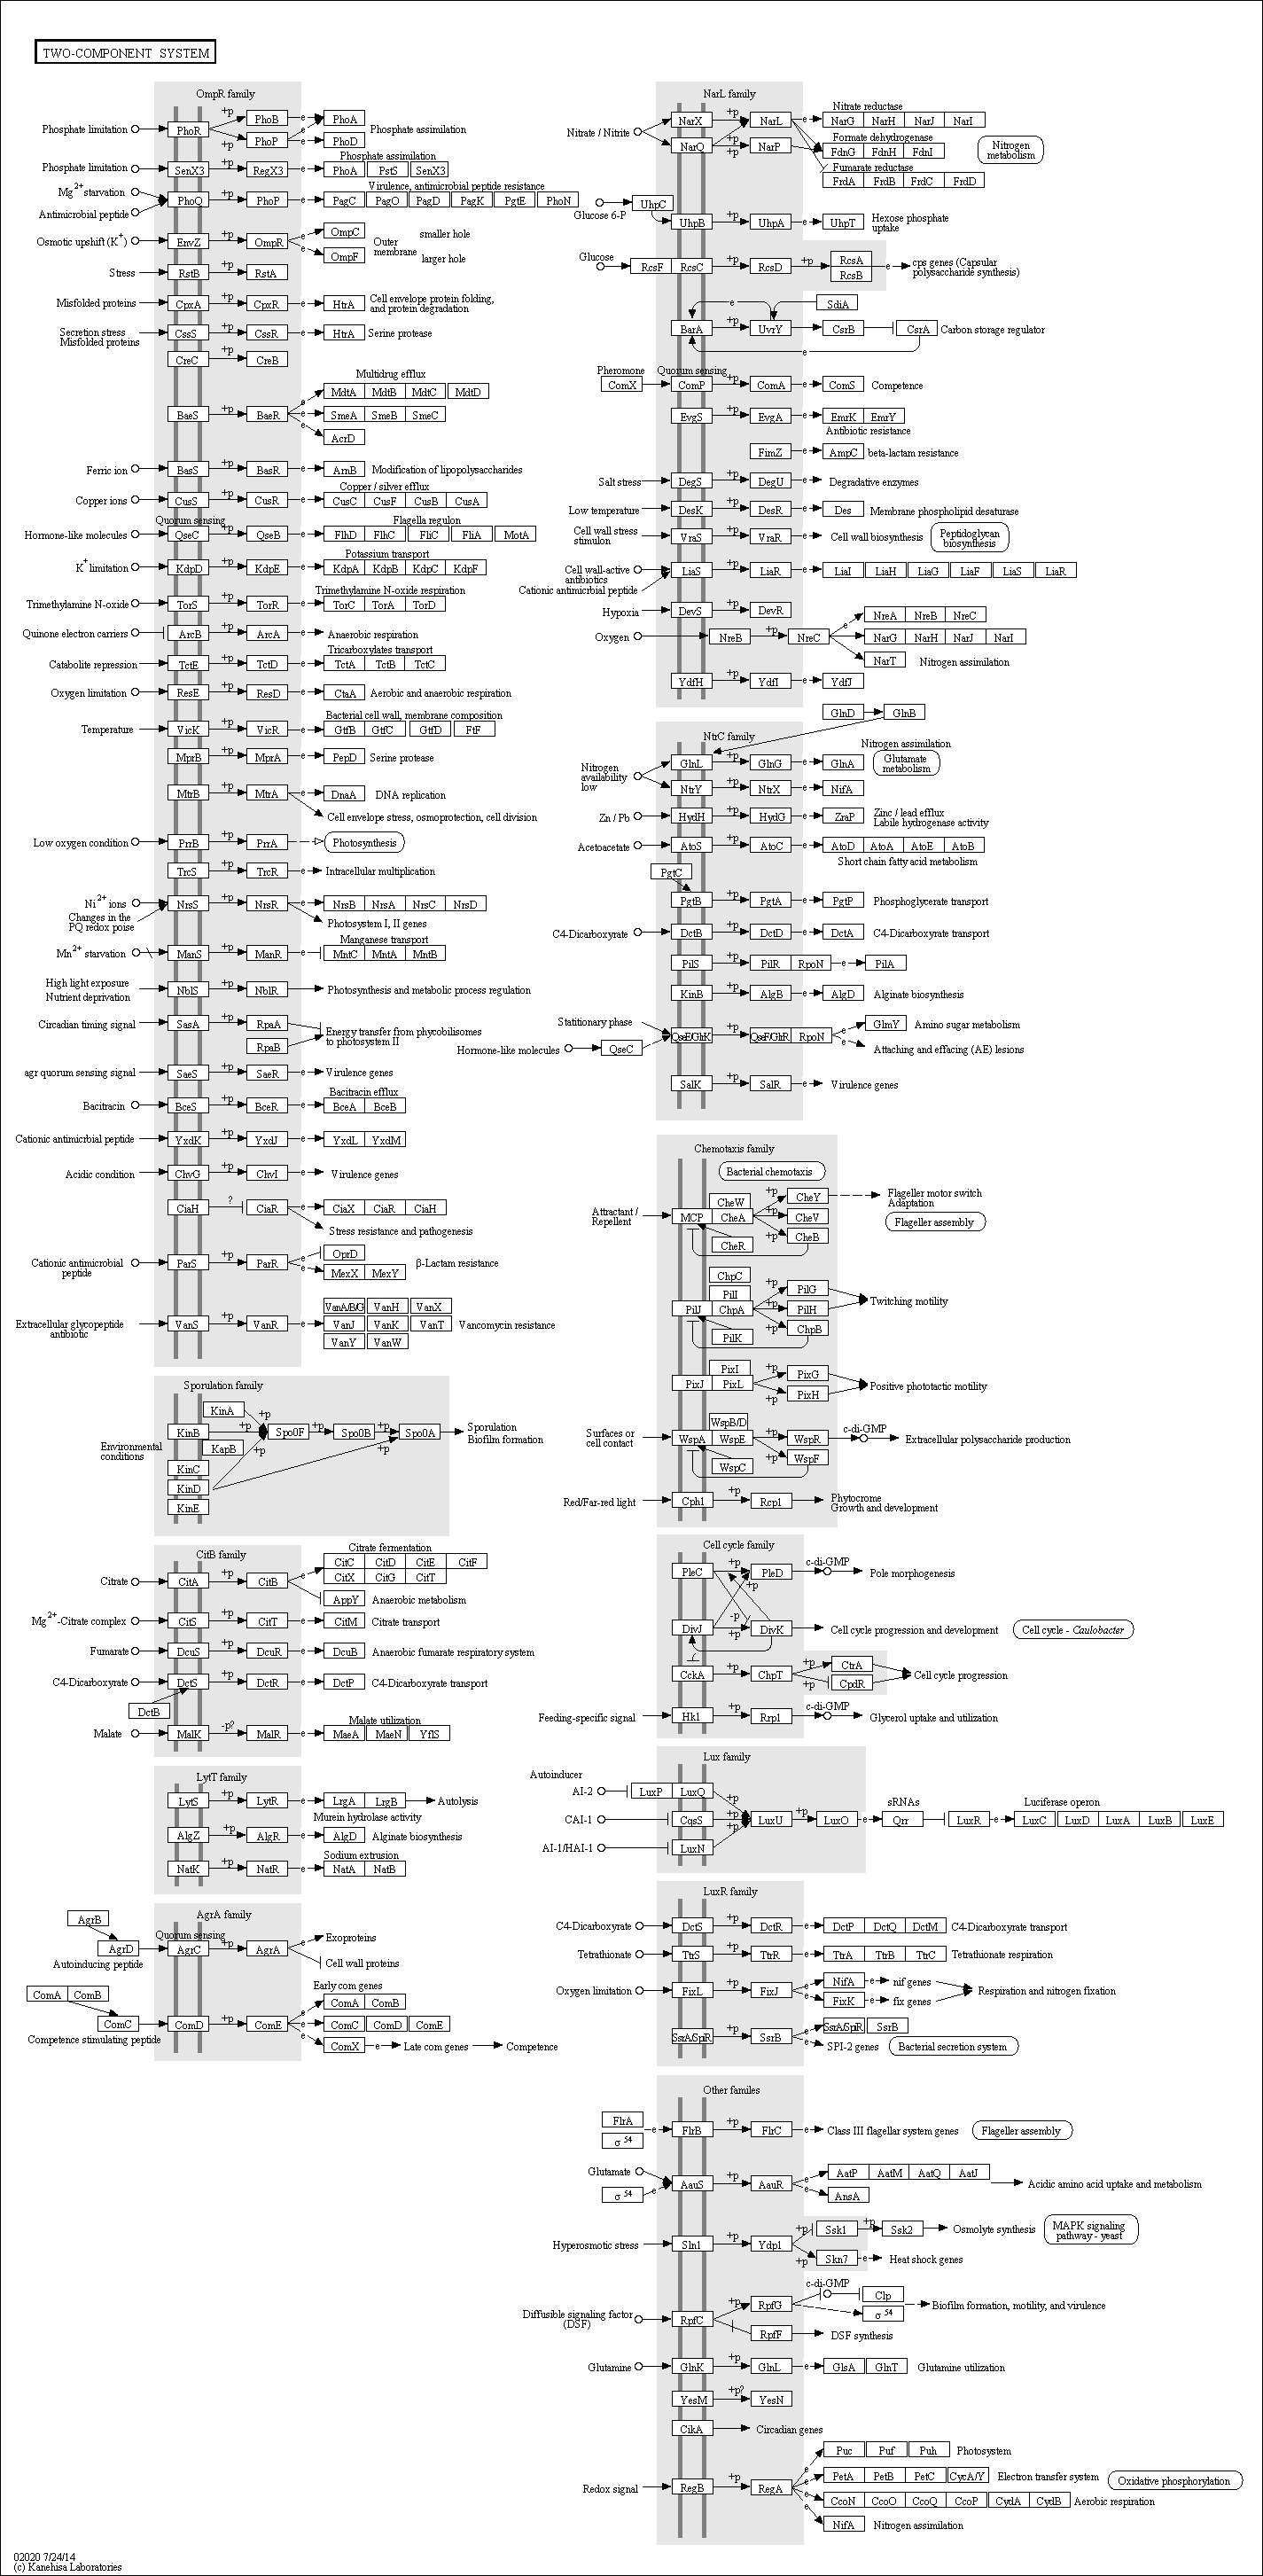 TWO-COMPONENT SYSTEM
OmpR family
Phosphate limitation PhoR +p +p PhoB PhoP e e PhoA PhoD Phosphate assimilation
Phosphate limitation SenX3 +p RegX3 e Phosphate assimilation PhoA PstS SenX3
Mg2+ starvation
Antimicrobial peptide PhoQ +p PhoP e Virulence, antimicrobial peptide resistance PagC PagO PagD PagK PgtE PhoN
Osmotic upshift (K+) EnvZ +p OmpR e e OmpC OmpF Outer membrane smaller hole larger hole
Stress RstB +p RstA
Misfolded proteins CpxA +p CpxR e HtrA Cell envelope protein folding, and protein degradation
Secretion stress
Misfolded proteins CssS +p CssR e HtrA Serine protease
CreC +p CreB
Multidrug efflux
BaeS +p BaeR e e e MdtA MdtB MdtC MdtD
SmeA SmeB SmeC
AcrD
Ferric ion BasS +p BasR e ArnB Modification of lipopolysaccharides
Copper ions CusS +p CusR e Copper / silver efflux CusC CusF CusB CusA
Quorum sensing
Hormone-like molecules QseC +p QseB e Flagella regulon FlhD FlhC FliC FliA MotA
K+ limitation KdpD +p KdpE e Potassium transport KdpA KdpB KdpC KdpF
Trimethylamine N-oxide TorS +p TorR e Trimethylamine N-oxide respiration TorC TorA TorD
Quinone electron carriers ArcB +p ArcA e Anaerobic respiration
Catabolite repression TctE +p TctD e Tricarboxylates transport TctA TctB TctC
Oxygen limitation ResE +p ResD e CtaA Aerobic and anaerobic respiration
Temperature VicK +p VicR e Bacterial cell wall, membrane composition GtfB GtfC GtfD FtF
MprB +p MprA e PepD Serine protease
MtrB +p MtrA e DnaA DNA replication
Cell envelope stress, osmoprotection, cell division
Low oxygen condition PrrB +p PrrA Photosynthesis
TrcS +p TrcR e Intracellular multiplication
Ni2+ ions
Changes in the
PQ redox poise NrsS +p NrsR e NrsB NrsA NrsC NrsD
Photosystem I, II genes
Mn2+ starvation ManS +p ManR e Manganese transport MntC MntA MntB
High light exposure
Nutrient deprivation NblS +p NblR Photosynthesis and metabolic process regulation
Circadian timing signal SasA +p RpaA RpaB Energy transfer from phycobilisomes
to photosystem II
agr quorum sensing signal SaeS +p SaeR e Virulence genes
Bacitracin BceS +p BceR e Bacitracin efflux BceA BceB
Cationic antimicrbial peptide YxdK +p YxdJ e YxdL YxdM
Acidic condition ChvG +p ChvI e Virulence genes
CiaH ? CiaR e CiaX CiaR CiaH
Stress resistance and pathogenesis
Cationic antimicrobial
peptide ParS +p ParR e e OprD MexX MexY β-Lactam resistance
Extracellular glycopeptide
antibiotic VanS +p VanR e VanA/B/G VanH VanX
VanJ VanK VanT Vancomycin resistance
VanY VanW
Sporulation family
Environmental
conditions KinA KinB KapB KinC KinD KinE +p +p +p Spo0F +p Spo0B +p +p Spo0A Sporulation
Biofilm formation
CitB family
Citrate CitA +p CitB e Citrate fermentation CitC CitD CitE CitF
CitX CitG CitT
AppY Anaerobic metabolism
Mg2+-Citrate complex CitS +p CitT e CitM Citrate transport
Fumarate DcuS +p DcuR e DcuB Anaerobic fumarate respiratory system
C4-Dicarboxyrate DctS +p DctR e DctP C4-Dicarboxyrate transport
DctB
Malate MalK -p? MalR e Malate utilization MaeA MaeN YflS
LytT family
LytS +p LytR e LrgA LrgB Autolysis
Murein hydrolase activity
AlgZ +p AlgR e AlgD Alginate biosynthesis
NatK +p NatR e Sodium extrusion NatA NatB
AgrA family
AgrB AgrD Autoinducing peptide Quorum sensing AgrC +p AgrA Exoproteins
Cell wall proteins
ComA ComB ComC Competence stimulating peptide ComD +p ComE e e e Early com genes ComA ComB
ComC ComD ComE
ComX e Late com genes Competence
NarL family
Nitrate / Nitrite NarX NarQ +p +p +p NarL NarP Nitrate reductase NarG NarH NarJ NarI
Formate dehydrogenase FdnG FdnH FdnI
Fumarate reductase FrdA FrdB FrdC FrdD
Nitrogen
metabolism
Glucose 6-P UhpC UhpB +p UhpA e UhpT Hexose phosphate
uptake
Glucose RcsF RcsC +p RcsD +p RcsA RcsB e cps genes (Capsular
polysaccharide synthesis)
SdiA e BarA +p UvrY CsrB CsrA Carbon storage regulator e
Pheromone Quorum sensing
ComX ComP +p ComA e ComS Competence
EvgS +p EvgA e EmrK EmrY
Antibiotic resistance
FimZ e AmpC beta-lactam resistance
Salt stress DegS +p DegU e Degradative enzymes
Low temperature DesK +p DesR e Des Membrane phospholipid desaturase
Cell wall stress
stimulon VraS +p VraR e Cell wall biosynthesis Peptidoglycan
biosynthesis
Cell wall-active
antibiotics
Cationic antimicrbial peptide LiaS +p LiaR e LiaI LiaH LiaG LiaF LiaS LiaR
Hypoxia DevS +p DevR
Oxygen NreB +p NreC e NreA NreB NreC
NarG NarH NarJ NarI
NarT Nitrogen assimilation
YdfH +p YdfI e YdfJ
NtrC family
GlnD GlnB
Nitrogen
availability
low GlnL +p GlnG e GlnA Nitrogen assimilation Glutamate
metabolism
NtrY +p NtrX e NifA
Zn / Pb HydH +p HydG e ZraP Zinc / lead efflux
Labile hydrogenase activity
Acetoacetate AtoS +p AtoC e AtoD AtoA AtoE AtoB
Short chain fatty acid metabolism
PgtC PgtB +p PgtA e PgtP Phosphoglycerate transport
C4-Dicarboxyrate DctB +p DctD e DctA C4-Dicarboxyrate transport
PilS +p PilR RpoN e PilA
KinB +p AlgB e AlgD Alginate biosynthesis
Statitionary phase
Hormone-like molecules QseC QseE/GlrK +p QseF/GlrR RpoN e e GlmY Amino sugar metabolism
Attaching and effacing (AE) lesions
SalK +p SalR e Virulence genes
Chemotaxis family
Bacterial chemotaxis
Attractant /
Repellent MCP CheW CheA CheR +p +p +p CheY CheV CheB Flageller motor switch
Adaptation
Flageller assembly
PilJ ChpC PilI ChpA PilK +p +p +p PilG PilH ChpB Twitching motility
PixJ PixI PixL +p +p PixG PixH Positive phototactic motility
Surfaces or
cell contact WspA WspB/D WspE WspC +p +p WspR WspF c-di-GMP Extracellular polysaccharide production
Red/Far-red light Cph1 +p Rcp1 Phytocrome
Growth and development
Cell cycle family
PleC +p +p PleD c-di-GMP Pole morphogenesis
DivJ -p +p DivK Cell cycle progression and development Cell cycle - Caulobacter
CckA +p ChpT +p +p CtrA CpdR Cell cycle progression
Feeding-specific signal Hk1 +p Rrp1 c-di-GMP Glycerol uptake and utilization
Lux family
Autoinducer
AI-2 LuxP LuxQ +p
CAI-1 CqsS +p LuxU +p LuxO e sRNAs Qrr LuxR e Luciferase operon LuxC LuxD LuxA LuxB LuxE
AI-1/HAI-1 LuxN +p
LuxR family
C4-Dicarboxyrate DctS +p DctR e DctP DctQ DctM C4-Dicarboxyrate transport
Tetrathionate TtrS +p TtrR e TtrA TtrB TtrC Tetrathionate respiration
Oxygen limitation FixL +p FixJ e e NifA e nif genes
FixK e fix genes Respiration and nitrogen fixation
SsrA/SpiR +p SsrB e e SsrA/SpiR SsrB
SPI-2 genes Bacterial secretion system
Other familes
FlrA σ54 e FlrB +p FlrC e Class III flagellar system genes Flageller assembly
Glutamate σ54 e AauS +p AauR e e AatP AatM AatQ AatJ
AnsA Acidic amino acid uptake and metabolism
Hyperosmotic stress Sln1 +p Ydp1 +p +p Ssk1 +p Ssk2 Osmolyte synthesis MAPK signaling
pathway - yeast
Skn7 e Heat shock genes
Diffusible signaling factor
(DSF) RpfC +p RpfG c-di-GMP Clp σ54 Biofilm formation, motility, and virulence
RpfF DSF synthesis
Glutamine GlnK +p GlnL e GlsA GlnT Glutamine utilization
YesM +p? YesN
CikA Circadian genes
Redox signal RegB +p RegA e e e e Puc Puf Puh Photosystem
PetA PetB PetC CycA/Y Electron transfer system Oxidative phosphorylation
CcoN CcoO CcoQ CcoP CydA CydB Aerobic respiration
NifA Nitrogen assimilation
02020 7/24/14
(c) Kanehisa Laboratories